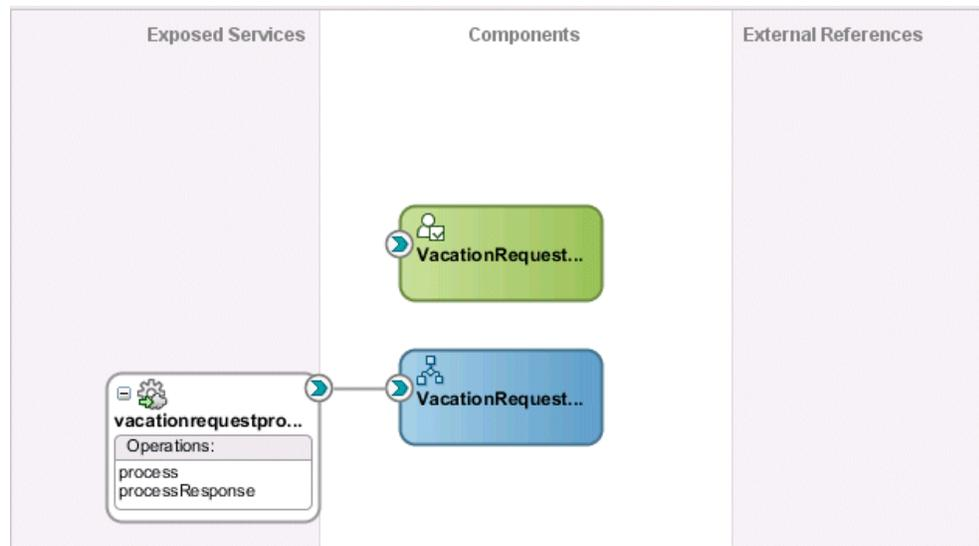 Exposed Services
Components
External References
VacationRequest...
VacationRequest...
vacationrequestpro...
Operations:
process
processResponse